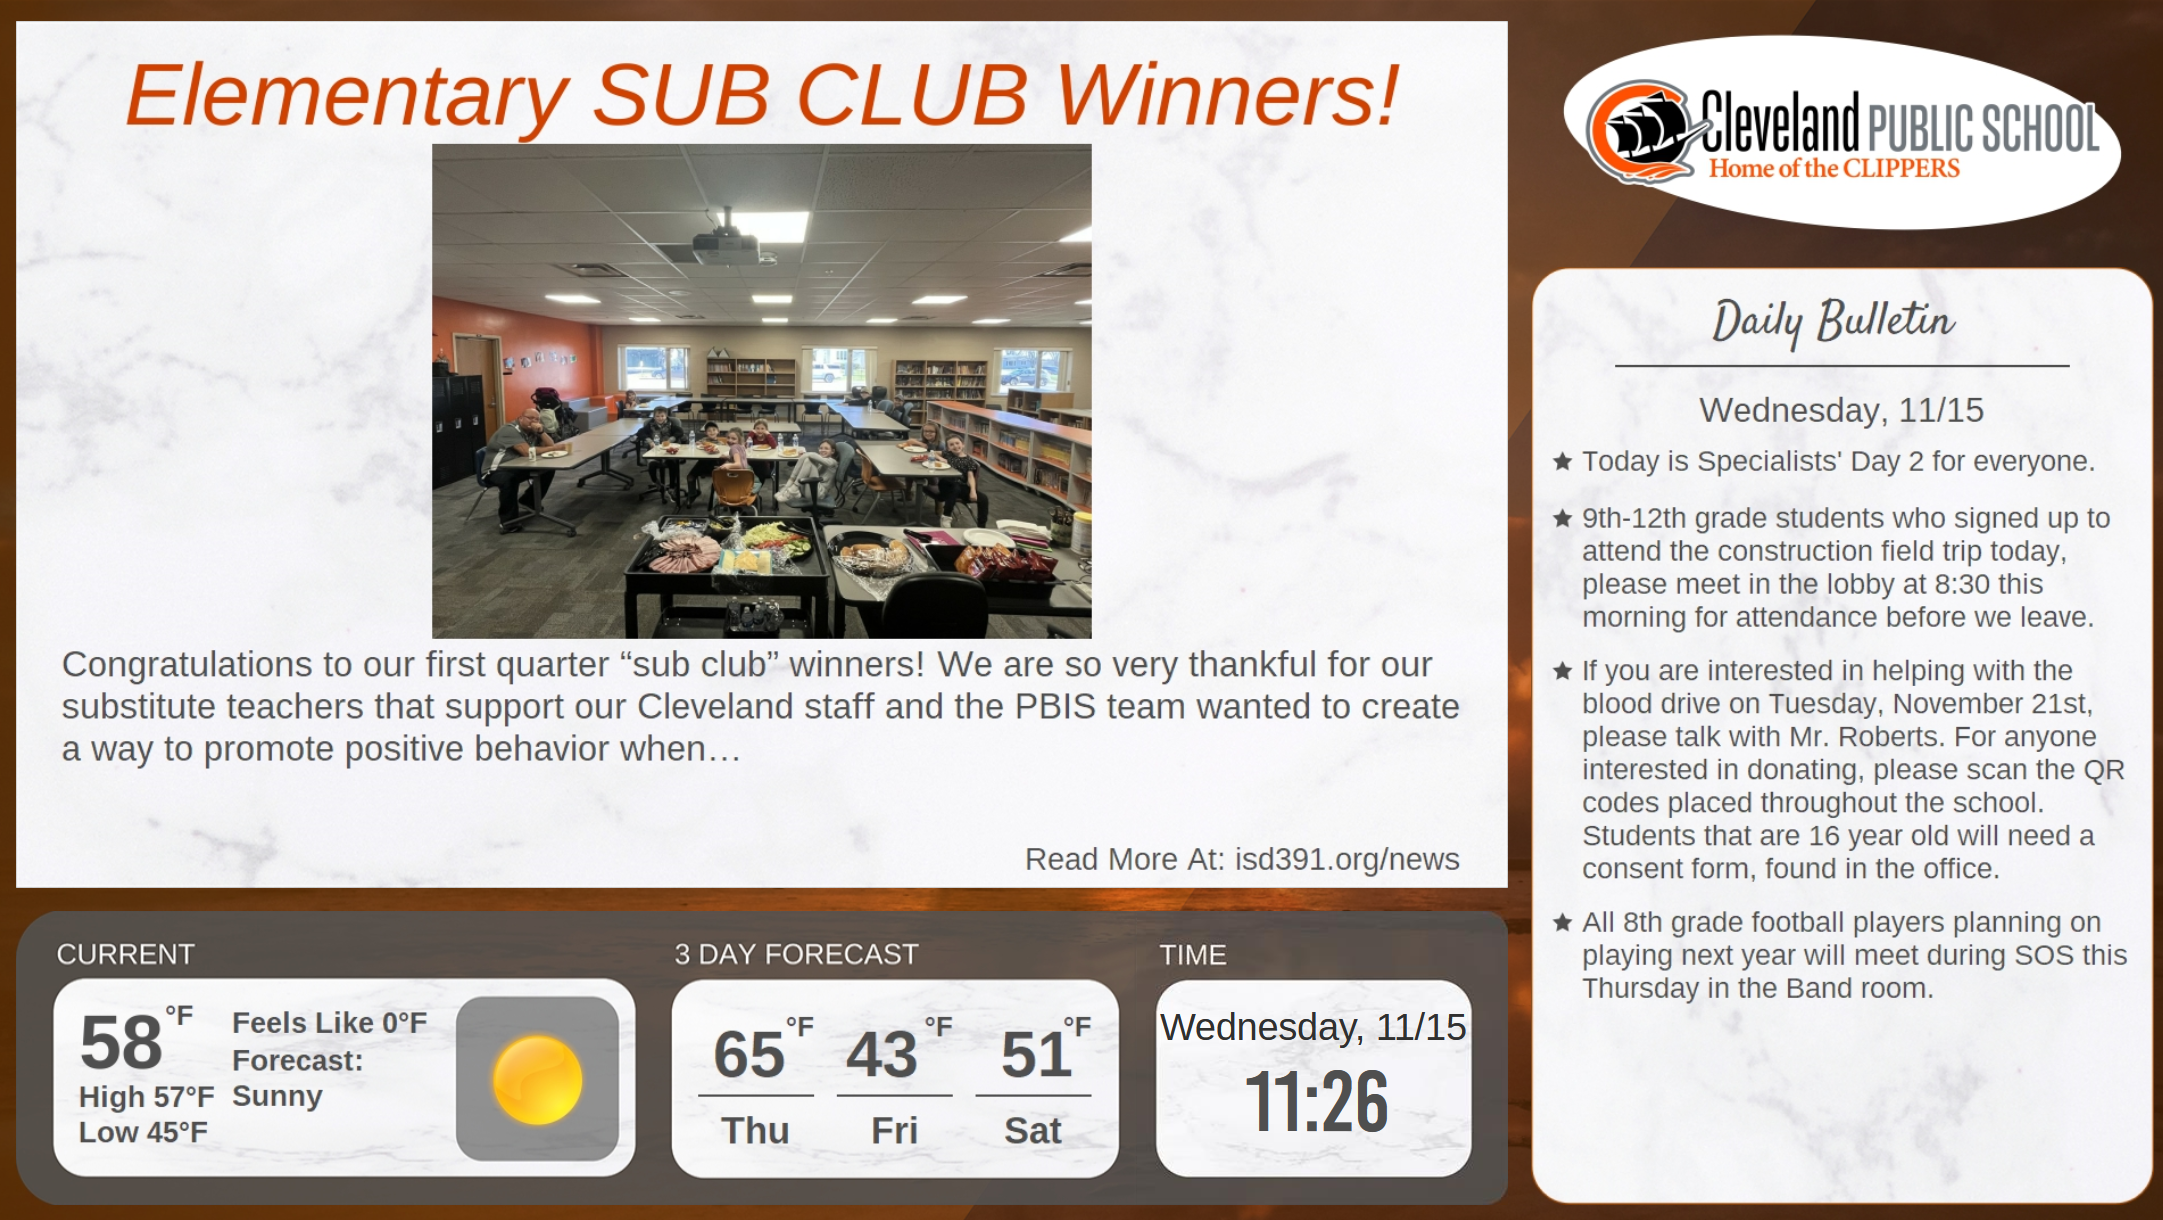 Elementary SUB CLUB Winners!
Congratulations to our first quarter “sub club” winners! We are so very thankful for our
substitute teachers that support our Cleveland staff and the PBIS team wanted to create
a way to promote positive behavior when…
Read More At: isd391.org/news
Cleveland PUBLIC SCHOOL
Home of the CLIPPERS
Daily Bulletin
Wednesday, 11/15
★ Today is Specialists' Day 2 for everyone.
★ 9th-12th grade students who signed up to
attend the construction field trip today,
please meet in the lobby at 8:30 this
morning for attendance before we leave.
★ If you are interested in helping with the
blood drive on Tuesday, November 21st,
please talk with Mr. Roberts. For anyone
interested in donating, please scan the QR
codes placed throughout the school.
Students that are 16 year old will need a
consent form, found in the office.
★ All 8th grade football players planning on
playing next year will meet during SOS this
Thursday in the Band room.
CURRENT
58 °F
High 57°F
Low 45°F
Feels Like 0°F
Forecast:
Sunny
3 DAY FORECAST
65 °F 43 °F 51 °F
Thu Fri Sat
TIME
Wednesday, 11/15
11:26